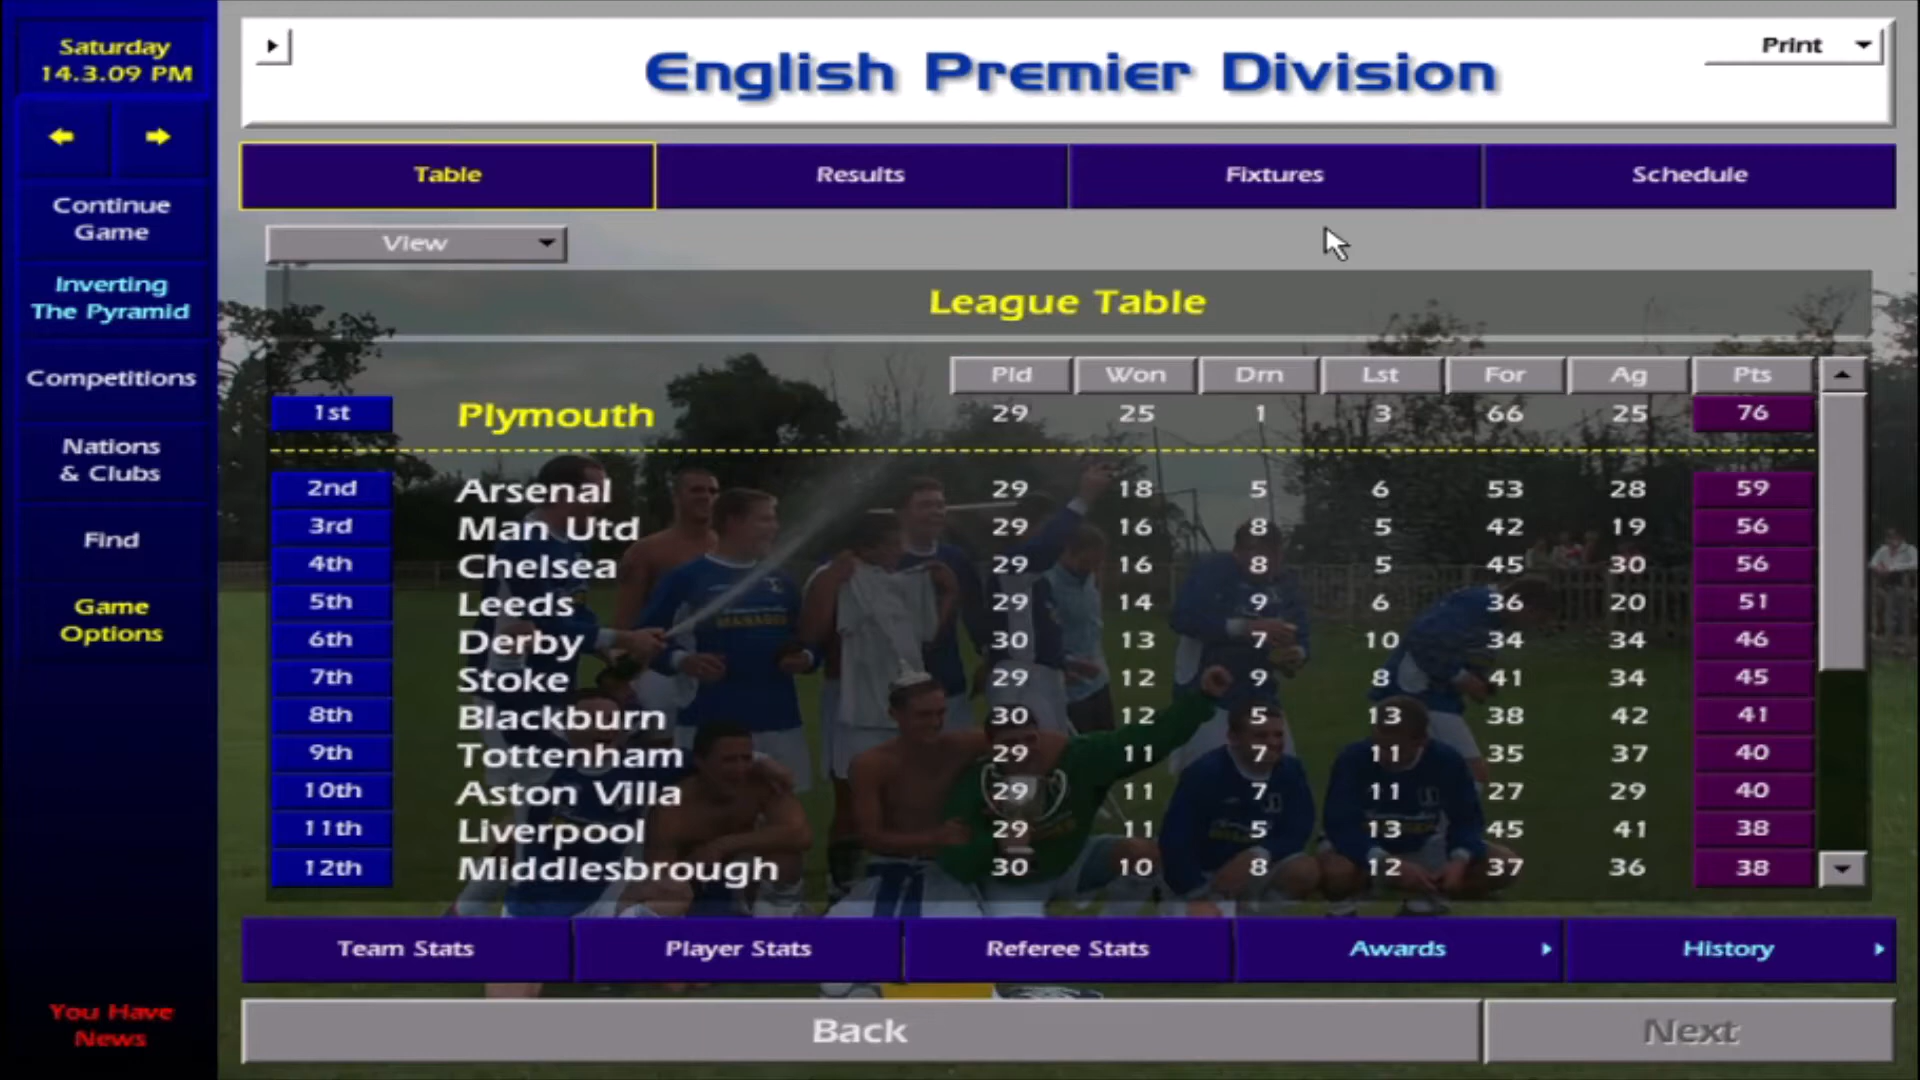 Saturday
14.3.09 PM
Continue
Game
Inverting
The Pyramid
Competitions
Nations
& Clubs
Find
Game
Options
You Have
News
English Premier Division
Print
Table Results Fixtures Schedule
View
League Table
Pld Won Drn Lst For Ag Pts
1st Plymouth 29 25 1 3 66 25 76
2nd Arsenal 29 18 5 6 53 28 59
3rd Man Utd 29 16 8 5 42 19 56
4th Chelsea 29 16 8 5 45 30 56
5th Leeds 29 14 9 6 36 20 51
6th Derby 30 13 7 10 34 34 46
7th Stoke 29 12 9 8 41 34 45
8th Blackburn 30 12 5 13 38 42 41
9th Tottenham 29 11 7 11 35 37 40
10th Aston Villa 29 11 7 11 27 29 40
11th Liverpool 29 11 5 13 45 41 38
12th Middlesbrough 30 10 8 12 37 36 38
Team Stats Player Stats Referee Stats Awards History
Back Next